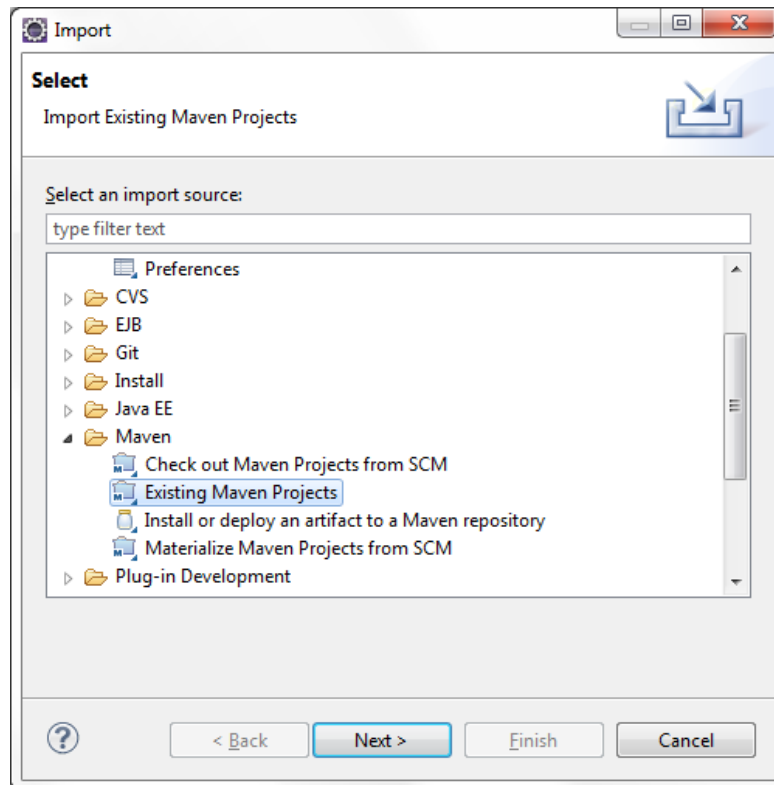 Import
Select
Import Existing Maven Projects
Select an import source:
type filter text
Preferences
CVS
EJB
Git
Install
Java EE
Maven
Check out Maven Projects from SCM
Existing Maven Projects
Install or deploy an artifact to a Maven repository
Materialize Maven Projects from SCM
Plug-in Development
?
< Back Next > Finish Cancel